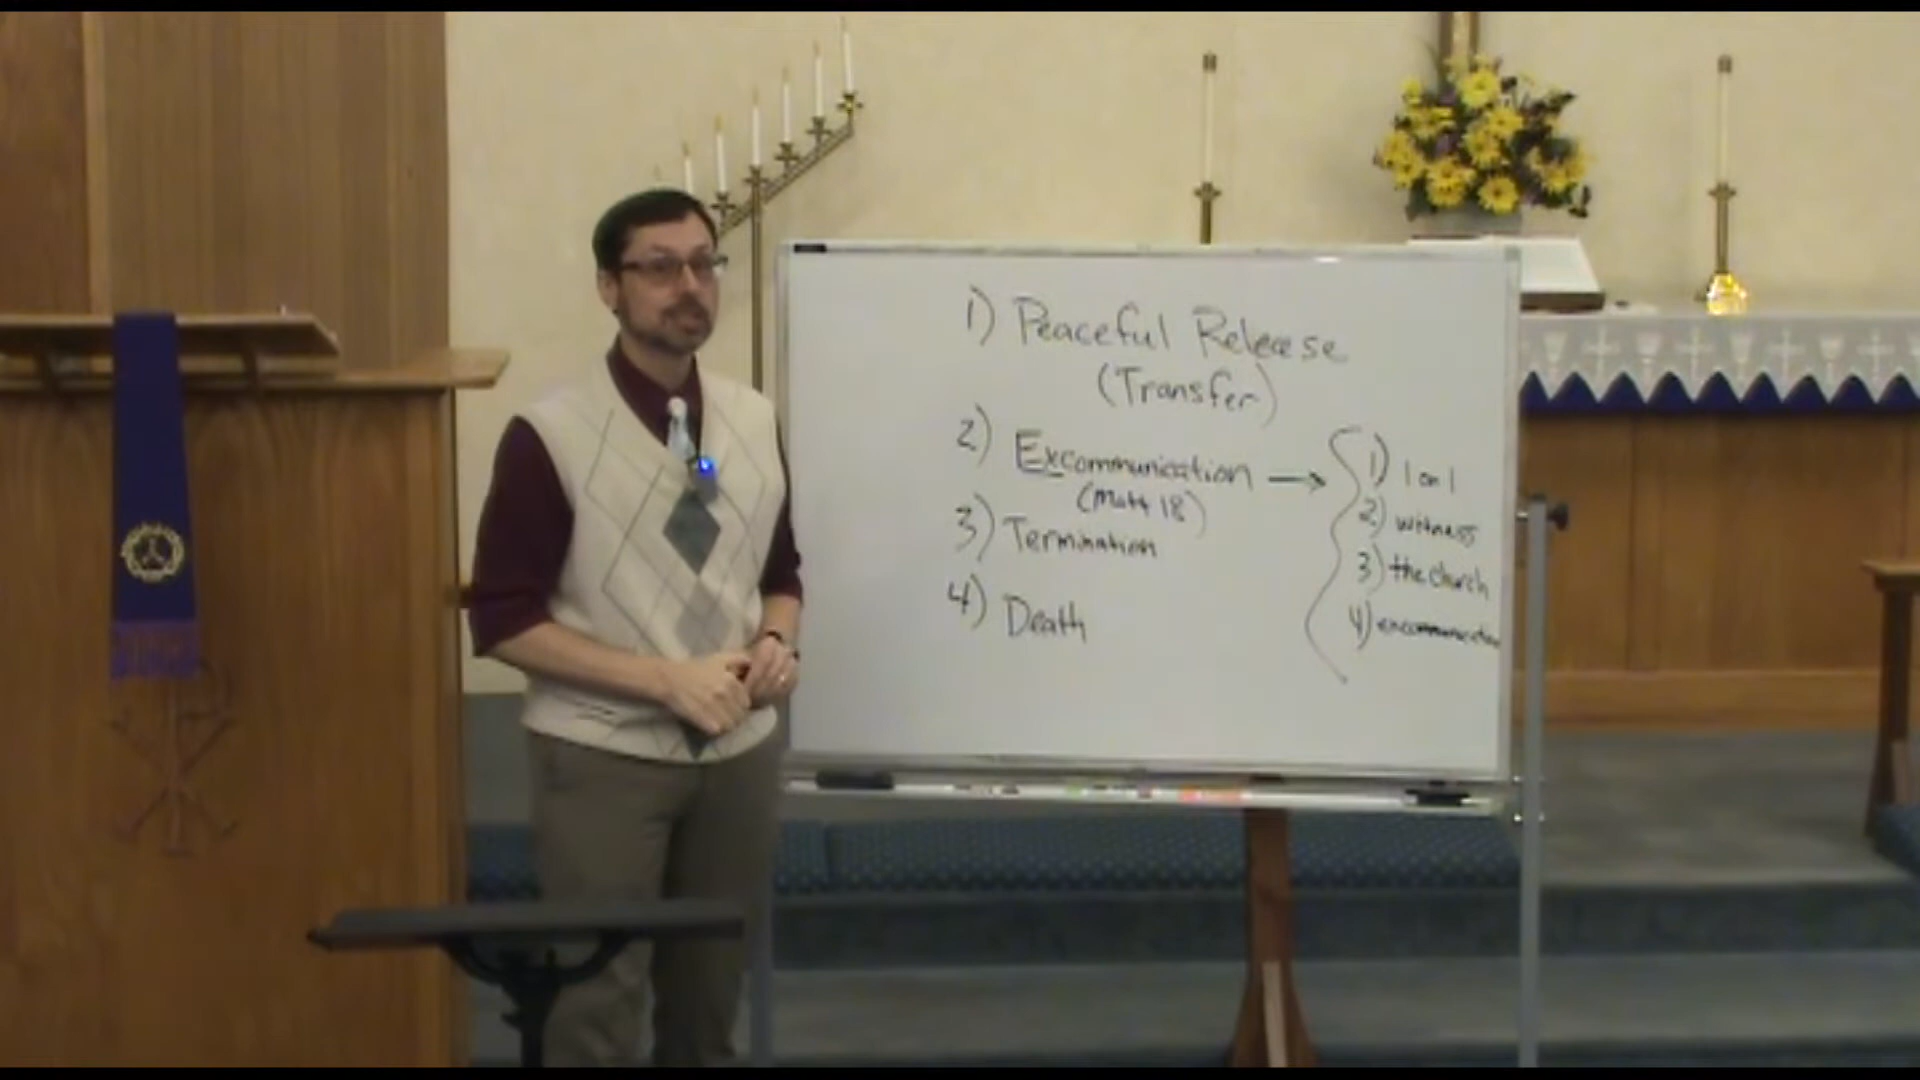 1) Peaceful Release
(Transfer)
2) Excommunication →
(Matt 18)
3) Termination
4) Death
1) 1 on 1
2) witness
3) the church
4) excommunication